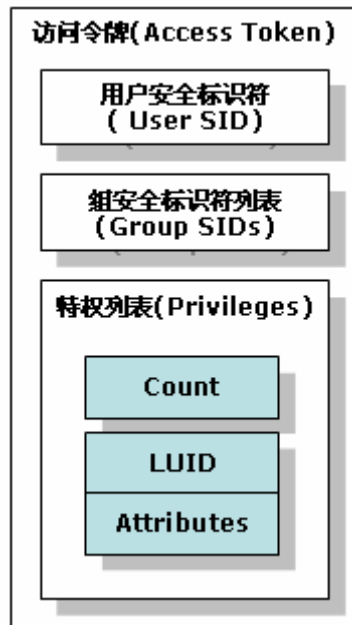 访问令牌(Access Token)
用户安全标识符
( User SID)
组安全标识符列表
(Group SIDs)
特权列表(Privileges)
Count
LUID
Attributes